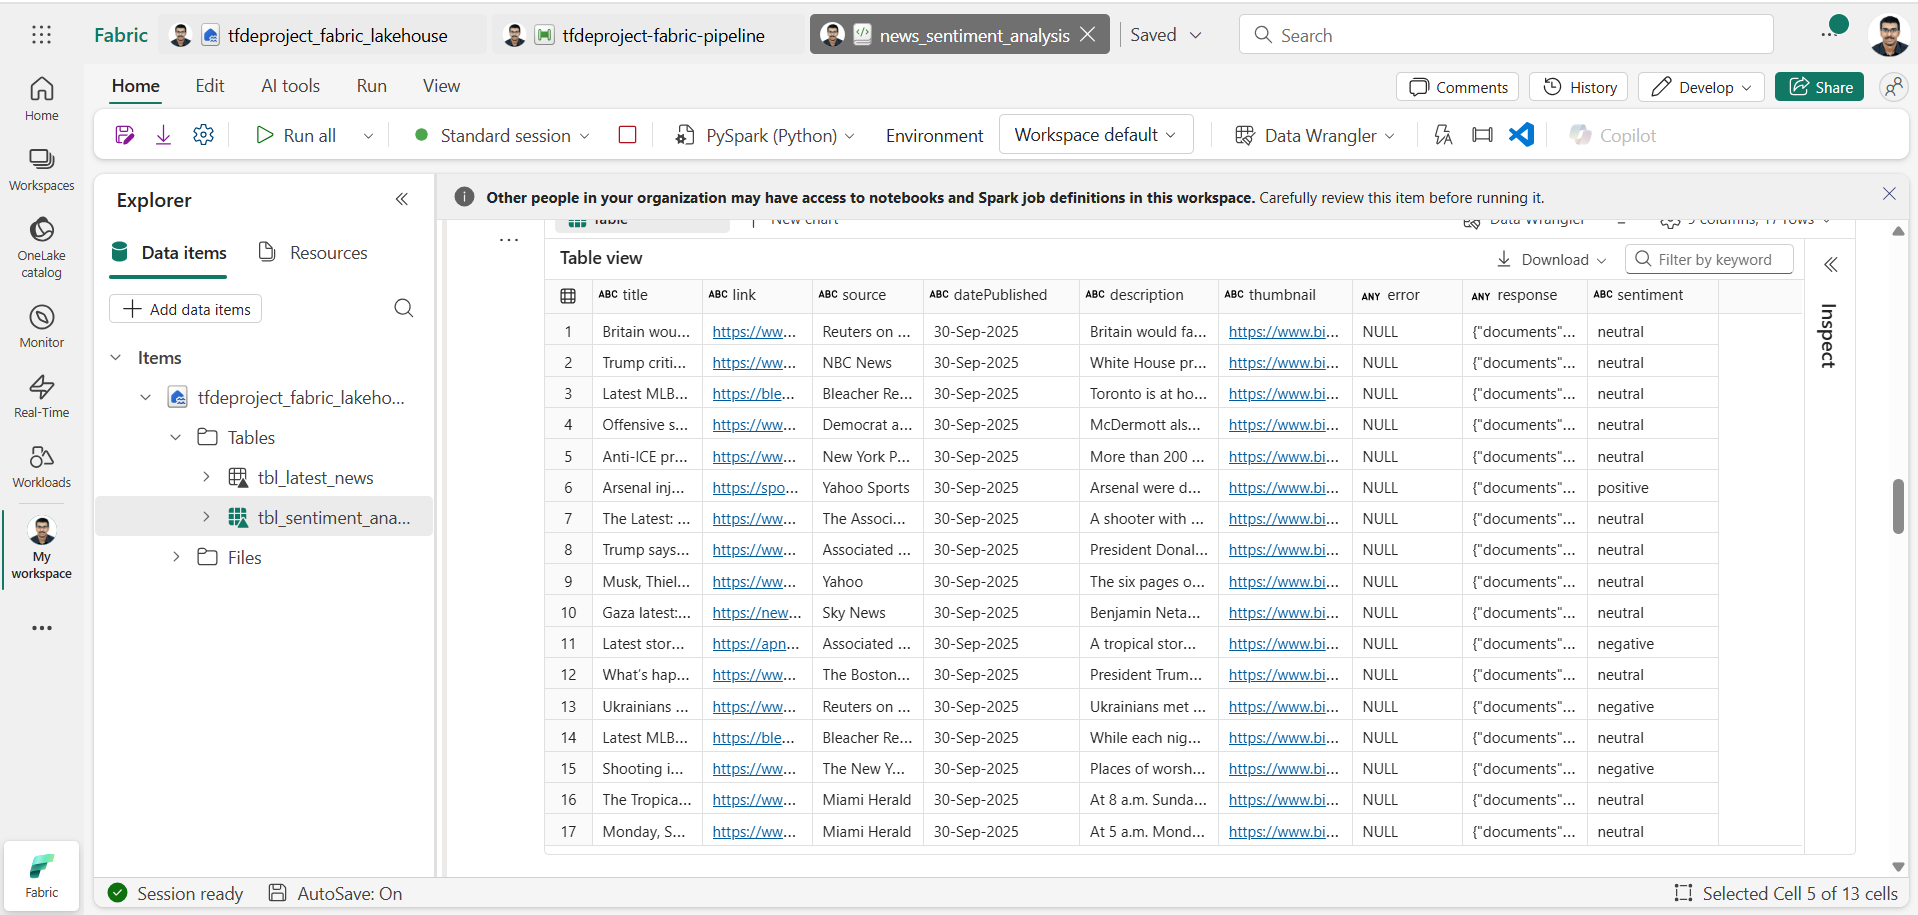 Fabric tfdeproject_fabric_lakehouse tfdeproject-fabric-pipeline news_sentiment_analysis Saved Search
Home Edit AI tools Run View Comments History Develop Share
Run all Standard session PySpark (Python) Environment Workspace default Data Wrangler Copilot
Home
Workspaces
OneLake
catalog
Monitor
Real-Time
Workloads
My
workspace
Fabric
Explorer
Data items Resources
Add data items
Items
tfdeproject_fabric_lakeho...
Tables
tbl_latest_news
tbl_sentiment_ana...
Files
Other people in your organization may have access to notebooks and Spark job definitions in this workspace. Carefully review this item before running it.
Table New chart Data Wrangler 9 columns, 17 rows
Table view Download Filter by keyword
Inspect
ABC title ABC link ABC source ABC datePublished ABC description ABC thumbnail ANY error ANY response ABC sentiment
1 Britain wou... https://ww... Reuters on ... 30-Sep-2025 Britain would fa... https://www.bi... NULL {"documents"... neutral
2 Trump criti... https://ww... NBC News 30-Sep-2025 White House pr... https://www.bi... NULL {"documents"... neutral
3 Latest MLB... https://ble... Bleacher Re... 30-Sep-2025 Toronto is at ho... https://www.bi... NULL {"documents"... neutral
4 Offensive s... https://ww... Democrat a... 30-Sep-2025 McDermott als... https://www.bi... NULL {"documents"... neutral
5 Anti-ICE pr... https://ww... New York P... 30-Sep-2025 More than 200 ... https://www.bi... NULL {"documents"... neutral
6 Arsenal inj... https://spo... Yahoo Sports 30-Sep-2025 Arsenal were d... https://www.bi... NULL {"documents"... positive
7 The Latest: ... https://ww... The Associ... 30-Sep-2025 A shooter with ... https://www.bi... NULL {"documents"... neutral
8 Trump says... https://ww... Associated ... 30-Sep-2025 President Donal... https://www.bi... NULL {"documents"... neutral
9 Musk, Thiel... https://ww... Yahoo 30-Sep-2025 The six pages o... https://www.bi... NULL {"documents"... neutral
10 Gaza latest:... https://new... Sky News 30-Sep-2025 Benjamin Neta... https://www.bi... NULL {"documents"... neutral
11 Latest stor... https://apn... Associated ... 30-Sep-2025 A tropical stor... https://www.bi... NULL {"documents"... negative
12 What's hap... https://ww... The Boston... 30-Sep-2025 President Trum... https://www.bi... NULL {"documents"... neutral
13 Ukrainians ... https://ww... Reuters on ... 30-Sep-2025 Ukrainians met ... https://www.bi... NULL {"documents"... negative
14 Latest MLB... https://ble... Bleacher Re... 30-Sep-2025 While each nig... https://www.bi... NULL {"documents"... neutral
15 Shooting i... https://ww... The New Y... 30-Sep-2025 Places of worsh... https://www.bi... NULL {"documents"... negative
16 The Tropica... https://ww... Miami Herald 30-Sep-2025 At 8 a.m. Sunda... https://www.bi... NULL {"documents"... neutral
17 Monday, S... https://ww... Miami Herald 30-Sep-2025 At 5 a.m. Mond... https://www.bi... NULL {"documents"... neutral
Session ready AutoSave: On Selected Cell 5 of 13 cells